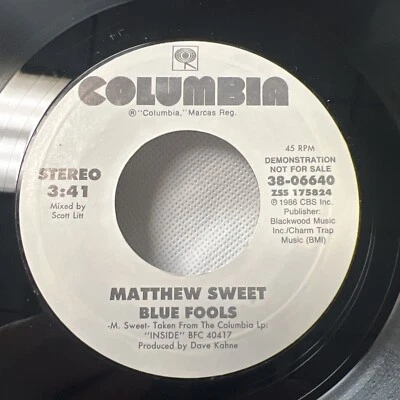 COLUMBIA
®"Columbia," Marcas Reg.
STEREO
3:41
Mixed by
Scott Litt
45 RPM
DEMONSTRATION
NOT FOR SALE
38-06640
ZSS 175824
℗ 1986 CBS Inc.
Publisher:
Blackwood Music
Inc./Charm Trap
Music (BMI)
MATTHEW SWEET
BLUE FOOLS
-M. Sweet- Taken From The Columbia Lp:
"INSIDE" BFC 40417
Produced by Dave Kahne